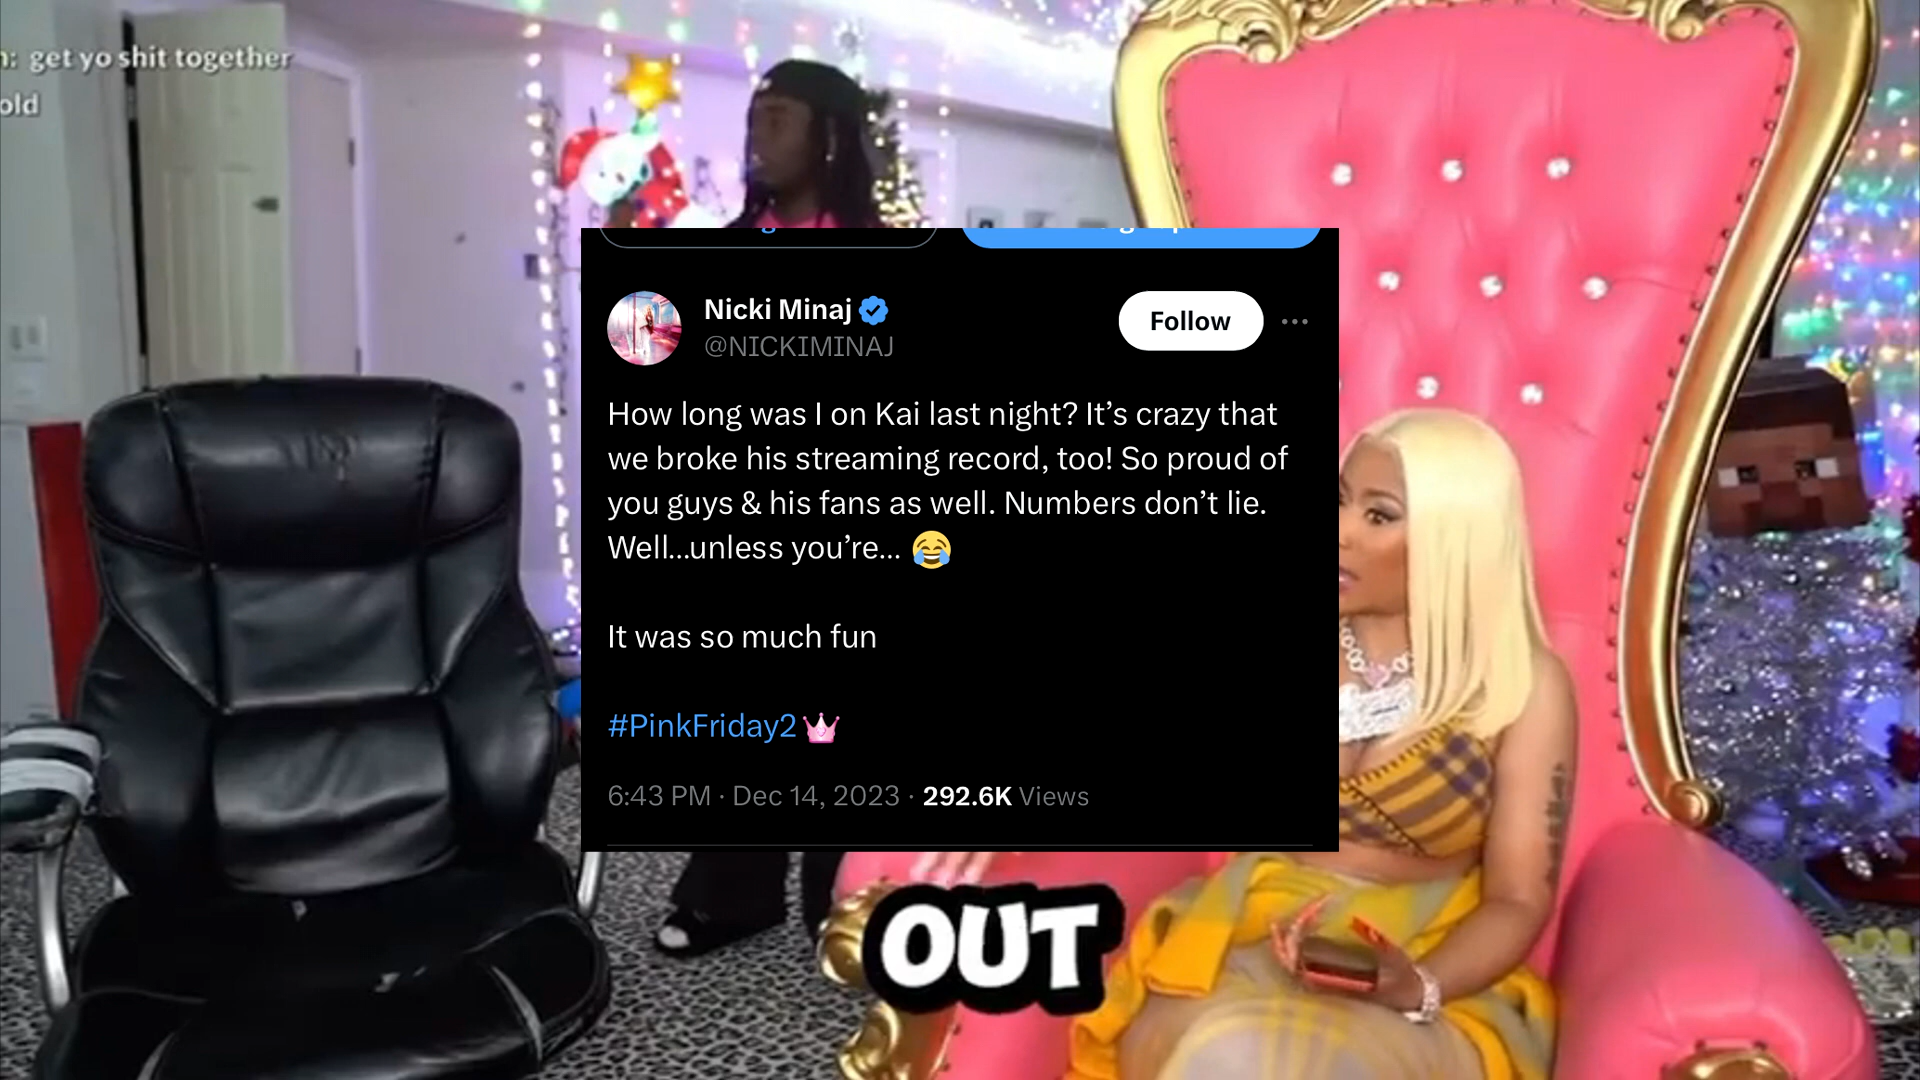 : get yo shit together
old
Nicki Minaj
@NICKIMINAJ
Follow
How long was I on Kai last night? It’s crazy that
we broke his streaming record, too! So proud of
you guys & his fans as well. Numbers don’t lie.
Well...unless you’re... 😂
It was so much fun
#PinkFriday2
6:43 PM · Dec 14, 2023 · 292.6K Views
OUT